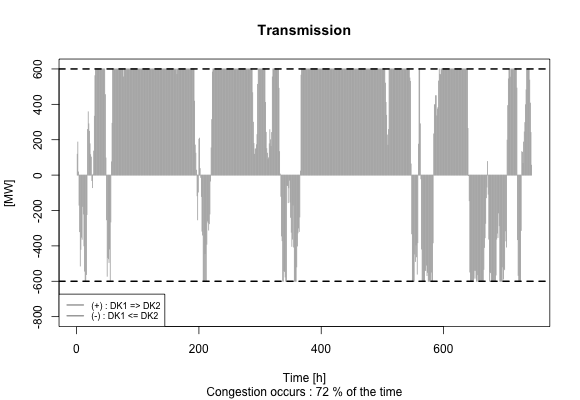 Transmission
600
400
200
0
-200
-400
-600
-800
[MW]
(+) : DK1 => DK2
(-) : DK1 <= DK2
0 200 400 600
Time [h]
Congestion occurs : 72 % of the time